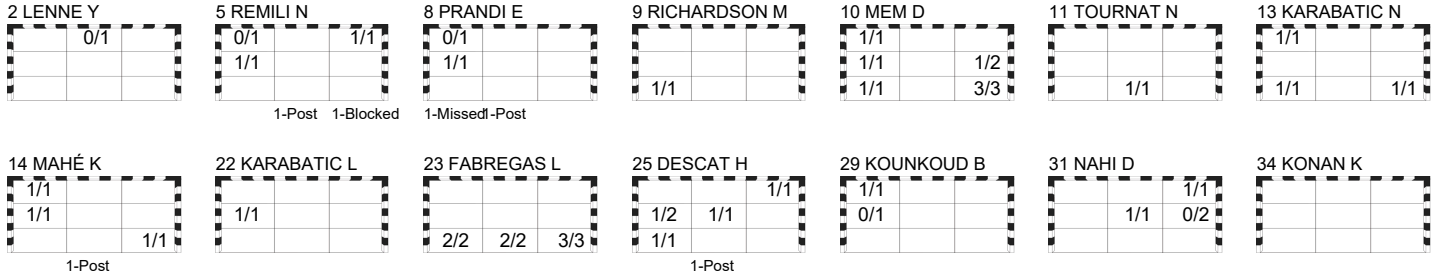 2 LENNE Y 5 REMILI N 8 PRANDI E 9 RICHARDSON M 10 MEM D 11 TOURNAT N 13 KARABATIC N
0/1 0/1 1/1 0/1 1/1 1/1
1/1 1/1 1/1 1/2
1/1 1/1 3/3 1/1 1/1 1/1
1-Post 1-Blocked 1-Missed 1-Post
14 MAHÉ K 22 KARABATIC L 23 FABREGAS L 25 DESCAT H 29 KOUNKOUD B 31 NAHI D 34 KONAN K
1/1 1/1 1/1 1/1
1/1 1/1 1/2 1/1 0/1 1/1 0/2
1/1 2/2 2/2 3/3 1/1
1-Post 1-Post